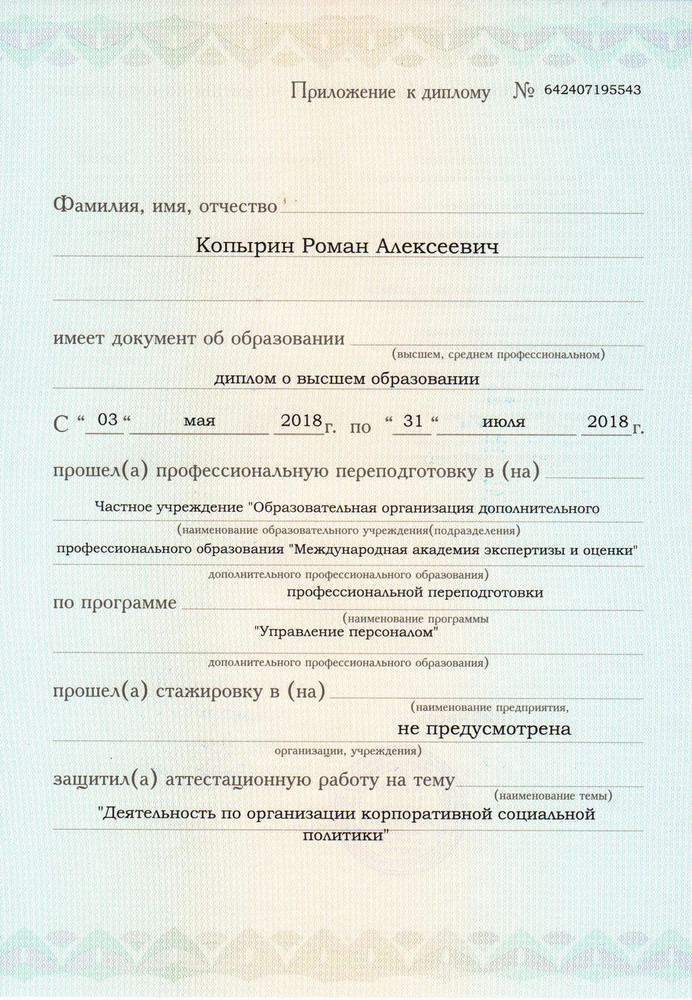 Приложение к диплому № 642407195543
Фамилия, имя, отчество
Копырин Роман Алексеевич
имеет документ об образовании
(высшем, среднем профессиональном)
диплом о высшем образовании
С “ 03 “ мая 2018 г. по “ 31 “ июля 2018 г.
прошел(а) профессиональную переподготовку в (на)
Частное учреждение "Образовательная организация дополнительного
(наименование образовательного учреждения(подразделения)
профессионального образования "Международная академия экспертизы и оценки"
дополнительного профессионального образования)
профессиональной переподготовки
по программе
(наименование программы
"Управление персоналом"
дополнительного профессионального образования)
прошел(а) стажировку в (на)
(наименование предприятия,
не предусмотрена
организации, учреждения)
защитил(а) аттестационную работу на тему
(наименование темы)
"Деятельность по организации корпоративной социальной
политики"